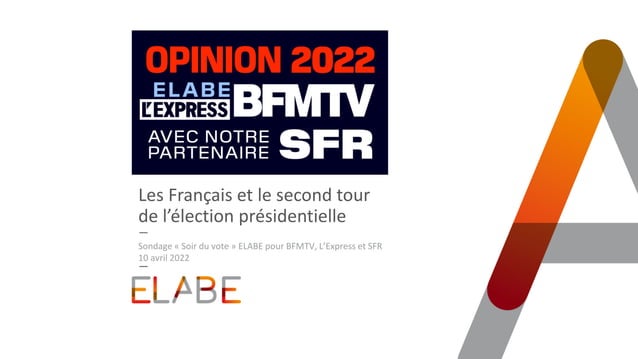 OPINION 2022
ELABE
L'EXPRESS BFMTV
AVEC NOTRE
PARTENAIRE SFR
Les Français et le second tour
de l'élection présidentielle
Sondage « Soir du vote » ELABE pour BFMTV, L'Express et SFR
10 avril 2022
ELABE